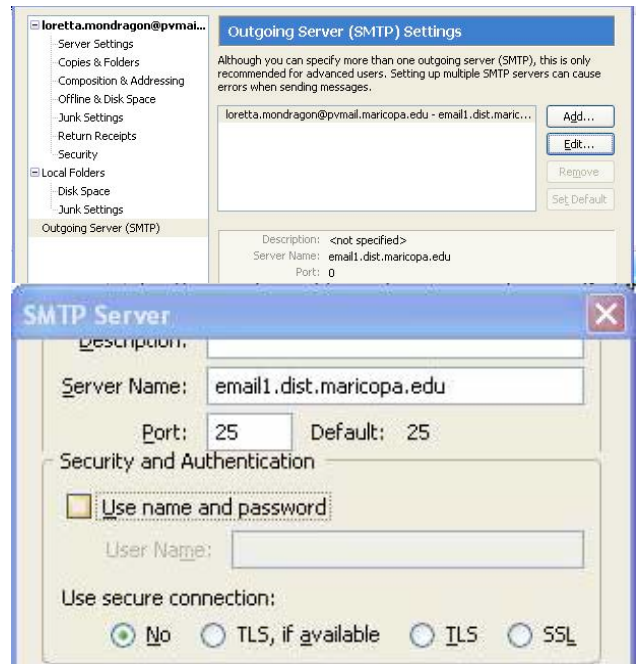 loretta.mondragon@pvmai...
Server Settings
Copies & Folders
Composition & Addressing
Offline & Disk Space
Junk Settings
Return Receipts
Security
Local Folders
Disk Space
Junk Settings
Outgoing Server (SMTP)
Outgoing Server (SMTP) Settings
Although you can specify more than one outgoing server (SMTP), this is only
recommended for advanced users. Setting up multiple SMTP servers can cause
errors when sending messages.
loretta.mondragon@pvmail.maricopa.edu - email1.dist.maric...
Add...
Edit...
Remove
Set Default
Description: <not specified>
Server Name: email1.dist.maricopa.edu
Port: 0
SMTP Server
Description:
Server Name: email1.dist.maricopa.edu
Port: 25 Default: 25
Security and Authentication
Use name and password
User Name:
Use secure connection:
No TLS, if available TLS SSL